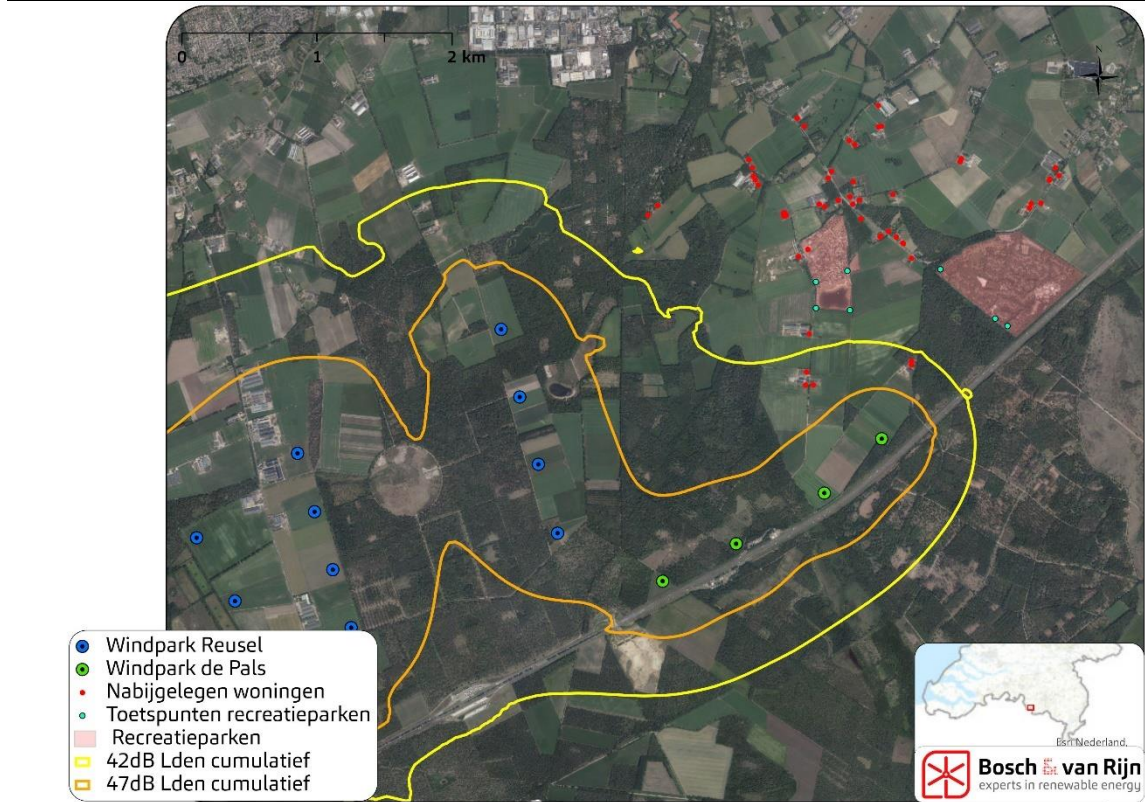 0 1 2 km
N
Windpark Reusel
Windpark de Pals
Nabijgelegen woningen
Toetspunten recreatieparken
Recreatieparken
42dB Lden cumulatief
47dB Lden cumulatief
Esri Nederland,
Bosch & van Rijn
experts in renewable energy